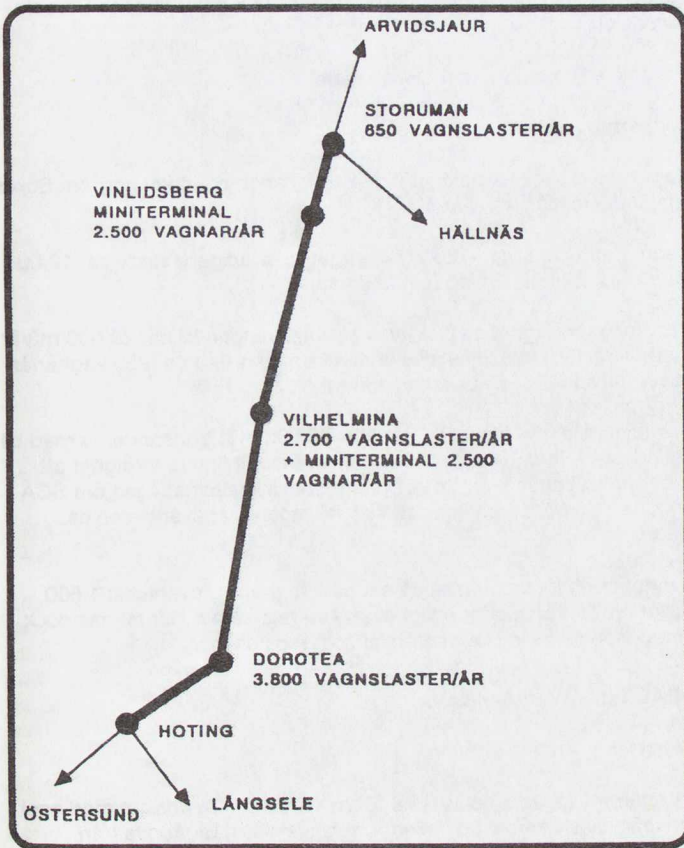 ARVIDSJAUR
STORUMAN
650 VAGNSLASTER/ÅR
VINLIDSBERG
MINITERMINAL
2.500 VAGNAR/ÅR
HÄLLNÄS
VILHELMINA
2.700 VAGNSLASTER/ÅR
+ MINITERMINAL 2.500
VAGNAR/ÅR
DOROTEA
3.800 VAGNSLASTER/ÅR
HOTING
ÖSTERSUND
LÅNGSELE